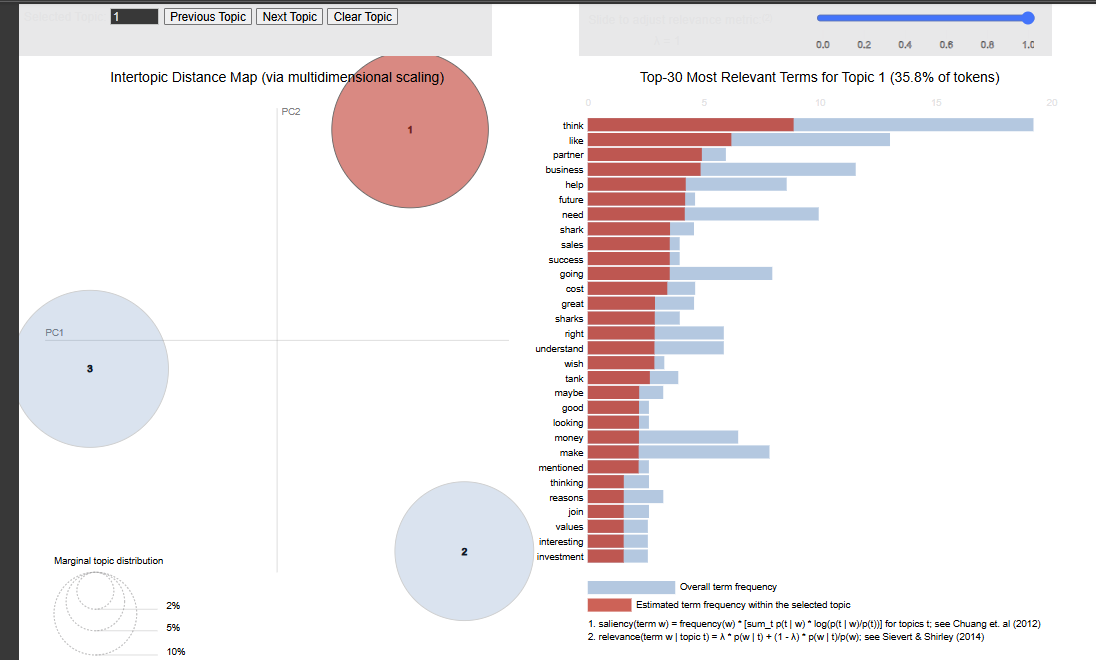 1 Previous Topic Next Topic Clear Topic
0.0 0.2 0.4 0.6 0.8 1.0
Intertopic Distance Map (via multidimensional scaling)
PC2
1
PC1
3
2
Marginal topic distribution
2%
5%
10%
Top-30 Most Relevant Terms for Topic 1 (35.8% of tokens)
0 5 10 15 20
think
like
partner
business
help
future
need
shark
sales
success
going
cost
great
sharks
right
understand
wish
tank
maybe
good
looking
money
make
mentioned
thinking
reasons
join
values
interesting
investment
Overall term frequency
Estimated term frequency within the selected topic
1. saliency(term w) = frequency(w) * [sum_t p(t | w) * log(p(t | w)/p(t))] for topics t; see Chuang et. al (2012)
2. relevance(term w | topic t) = λ * p(w | t) + (1 - λ) * p(w | t)/p(w); see Sievert & Shirley (2014)